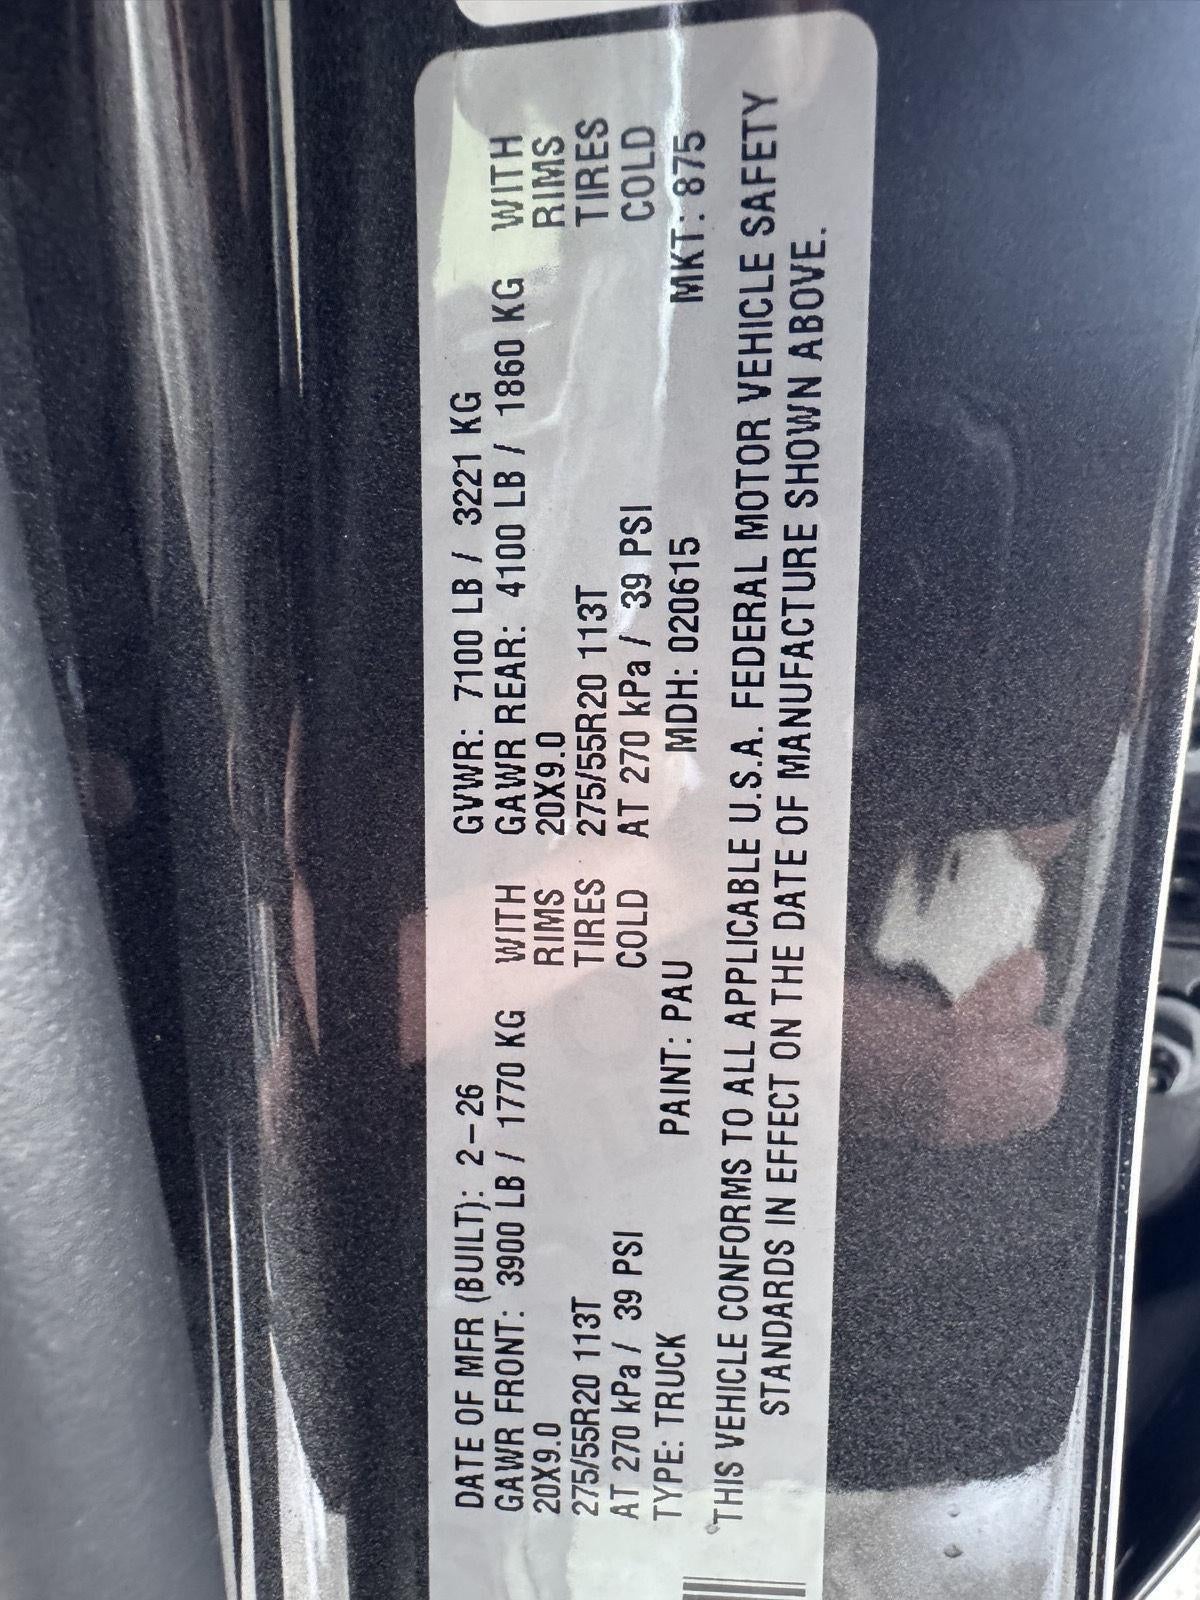 DATE OF MFR (BUILT): 2-26 GVWR: 7100 LB / 3221 KG
GAWR FRONT: 3900 LB / 1770 KG WITH GAWR REAR: 4100 LB / 1860 KG WITH
20X9.0 RIMS 20X9.0 RIMS
275/55R20 113T TIRES 275/55R20 113T TIRES
AT 270 kPa / 39 PSI COLD AT 270 kPa / 39 PSI COLD
TYPE: TRUCK PAINT: PAU MDH: 020615 MKT: 875
THIS VEHICLE CONFORMS TO ALL APPLICABLE U.S.A. FEDERAL MOTOR VEHICLE SAFETY
STANDARDS IN EFFECT ON THE DATE OF MANUFACTURE SHOWN ABOVE.